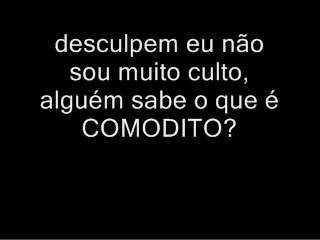 desculpem eu não
sou muito culto,
alguém sabe o que é
COMODITO?